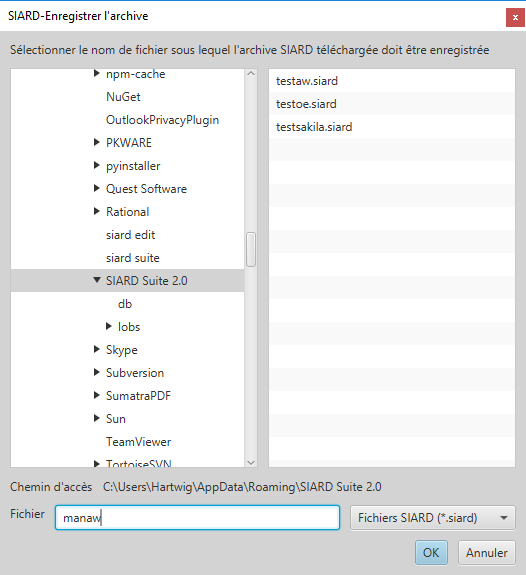 SIARD-Enregistrer l'archive
x
Sélectionner le nom de fichier sous lequel l'archive SIARD téléchargée doit être enregistrée
npm-cache
NuGet
OutlookPrivacyPlugin
PKWARE
pyinstaller
Quest Software
Rational
siard edit
siard suite
SIARD Suite 2.0
db
lobs
Skype
Subversion
SumatraPDF
Sun
TeamViewer
TortoiseSVN
testaw.siard
testoe.siard
testsakila.siard
Chemin d'accès C:\Users\Hartwig\AppData\Roaming\SIARD Suite 2.0
Fichier manaw Fichiers SIARD (*.siard)
OK Annuler